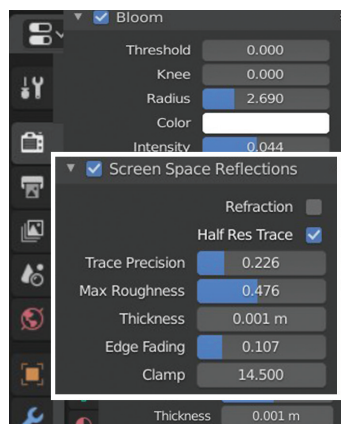 Bloom
Threshold 0.000
Knee 0.000
Radius 2.690
Color
Intensity 0.044
Screen Space Reflections
Refraction
Half Res Trace
Trace Precision 0.226
Max Roughness 0.476
Thickness 0.001 m
Edge Fading 0.107
Clamp 14.500
Thickness 0.001 m